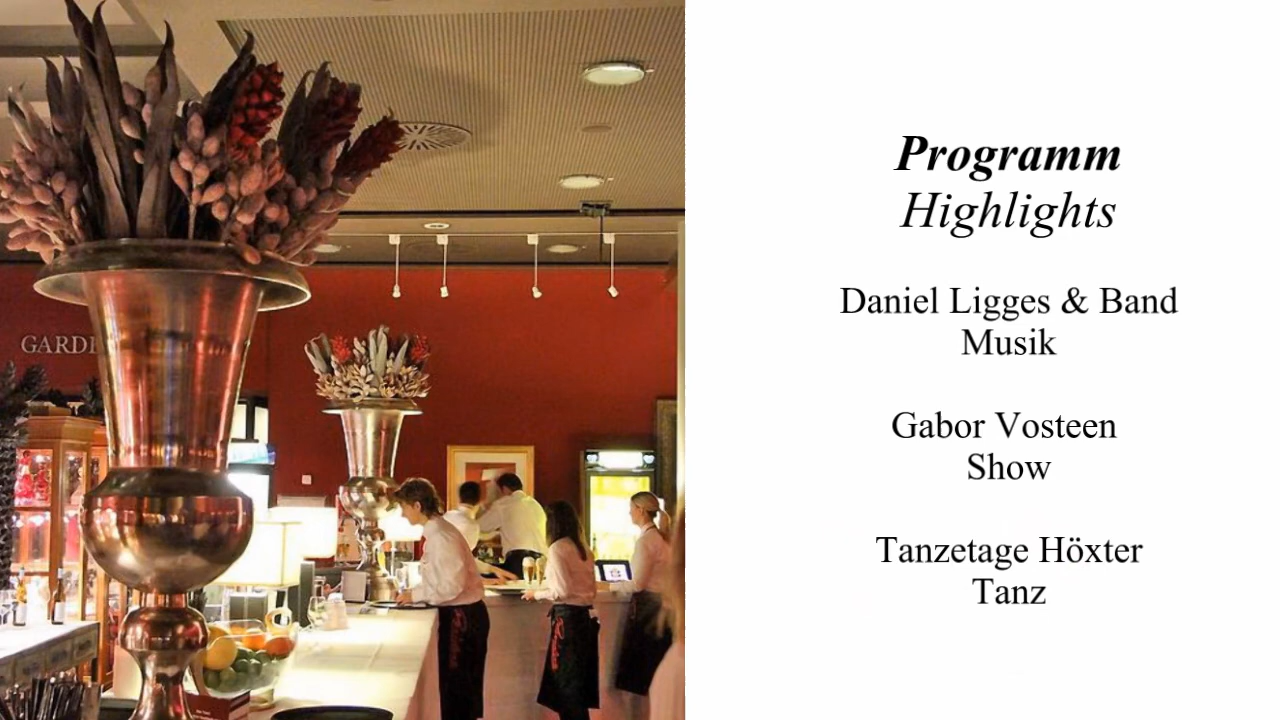 GARDE
Programm
Highlights
Daniel Ligges & Band
Musik
Gabor Vosteen
Show
Tanzetage Höxter
Tanz